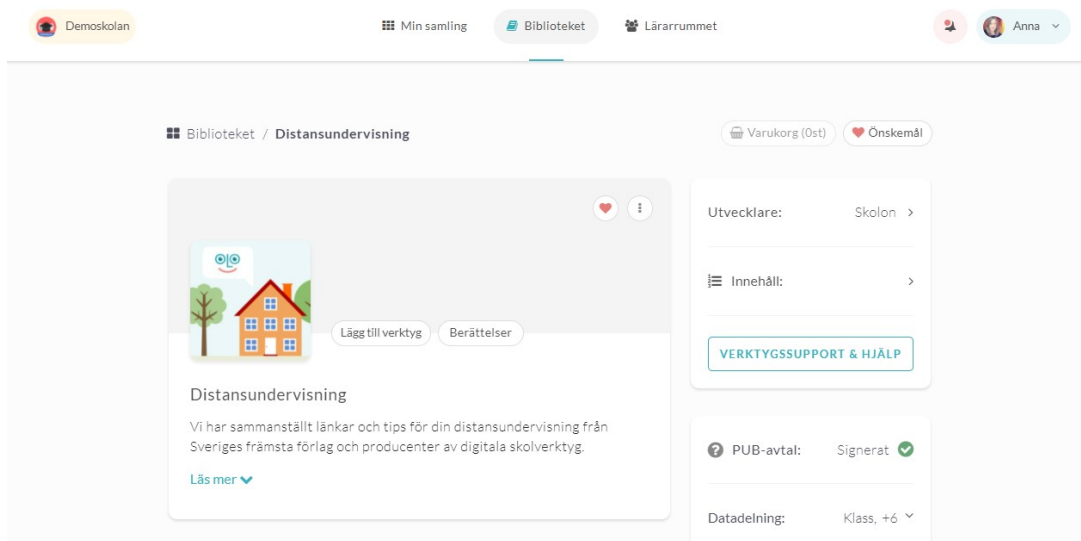 Demoskolan
Min samling
Biblioteket
Lärarrummet
Anna
Biblioteket / Distansundervisning
Varukorg (0st)
Önskemål
Lägg till verktyg
Berättelser
Distansundervisning
Vi har sammanställt länkar och tips för din distansundervisning från
Sveriges främsta förlag och producenter av digitala skolverktyg.
Läs mer
Utvecklare: Skolon
Innehåll:
VERKTYGSSUPPORT & HJÄLP
PUB-avtal: Signerat
Datadelning: Klass, +6